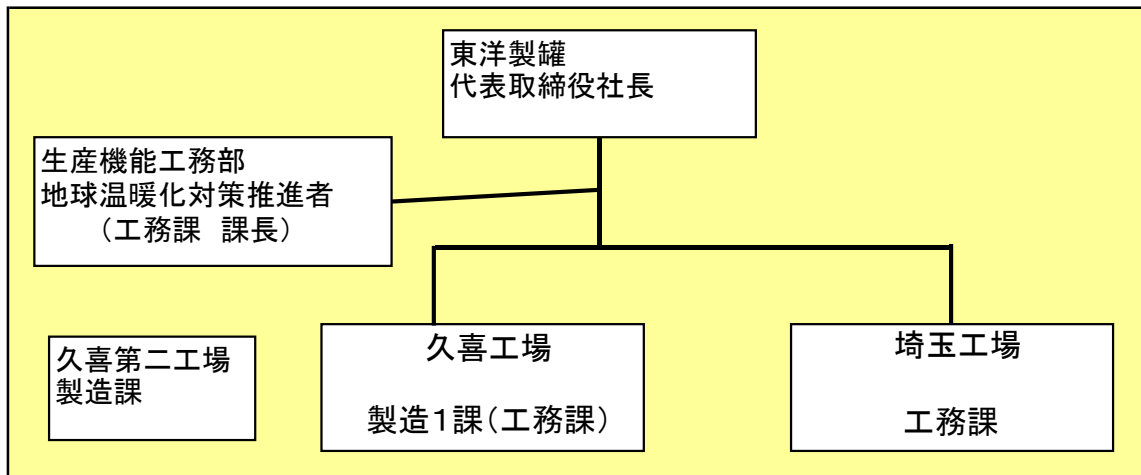 東洋製罐
代表取締役社長
生産機能工務部
地球温暖化対策推進者
（工務課　課長）
久喜第二工場
製造課
久喜工場
製造１課（工務課）
埼玉工場
工務課